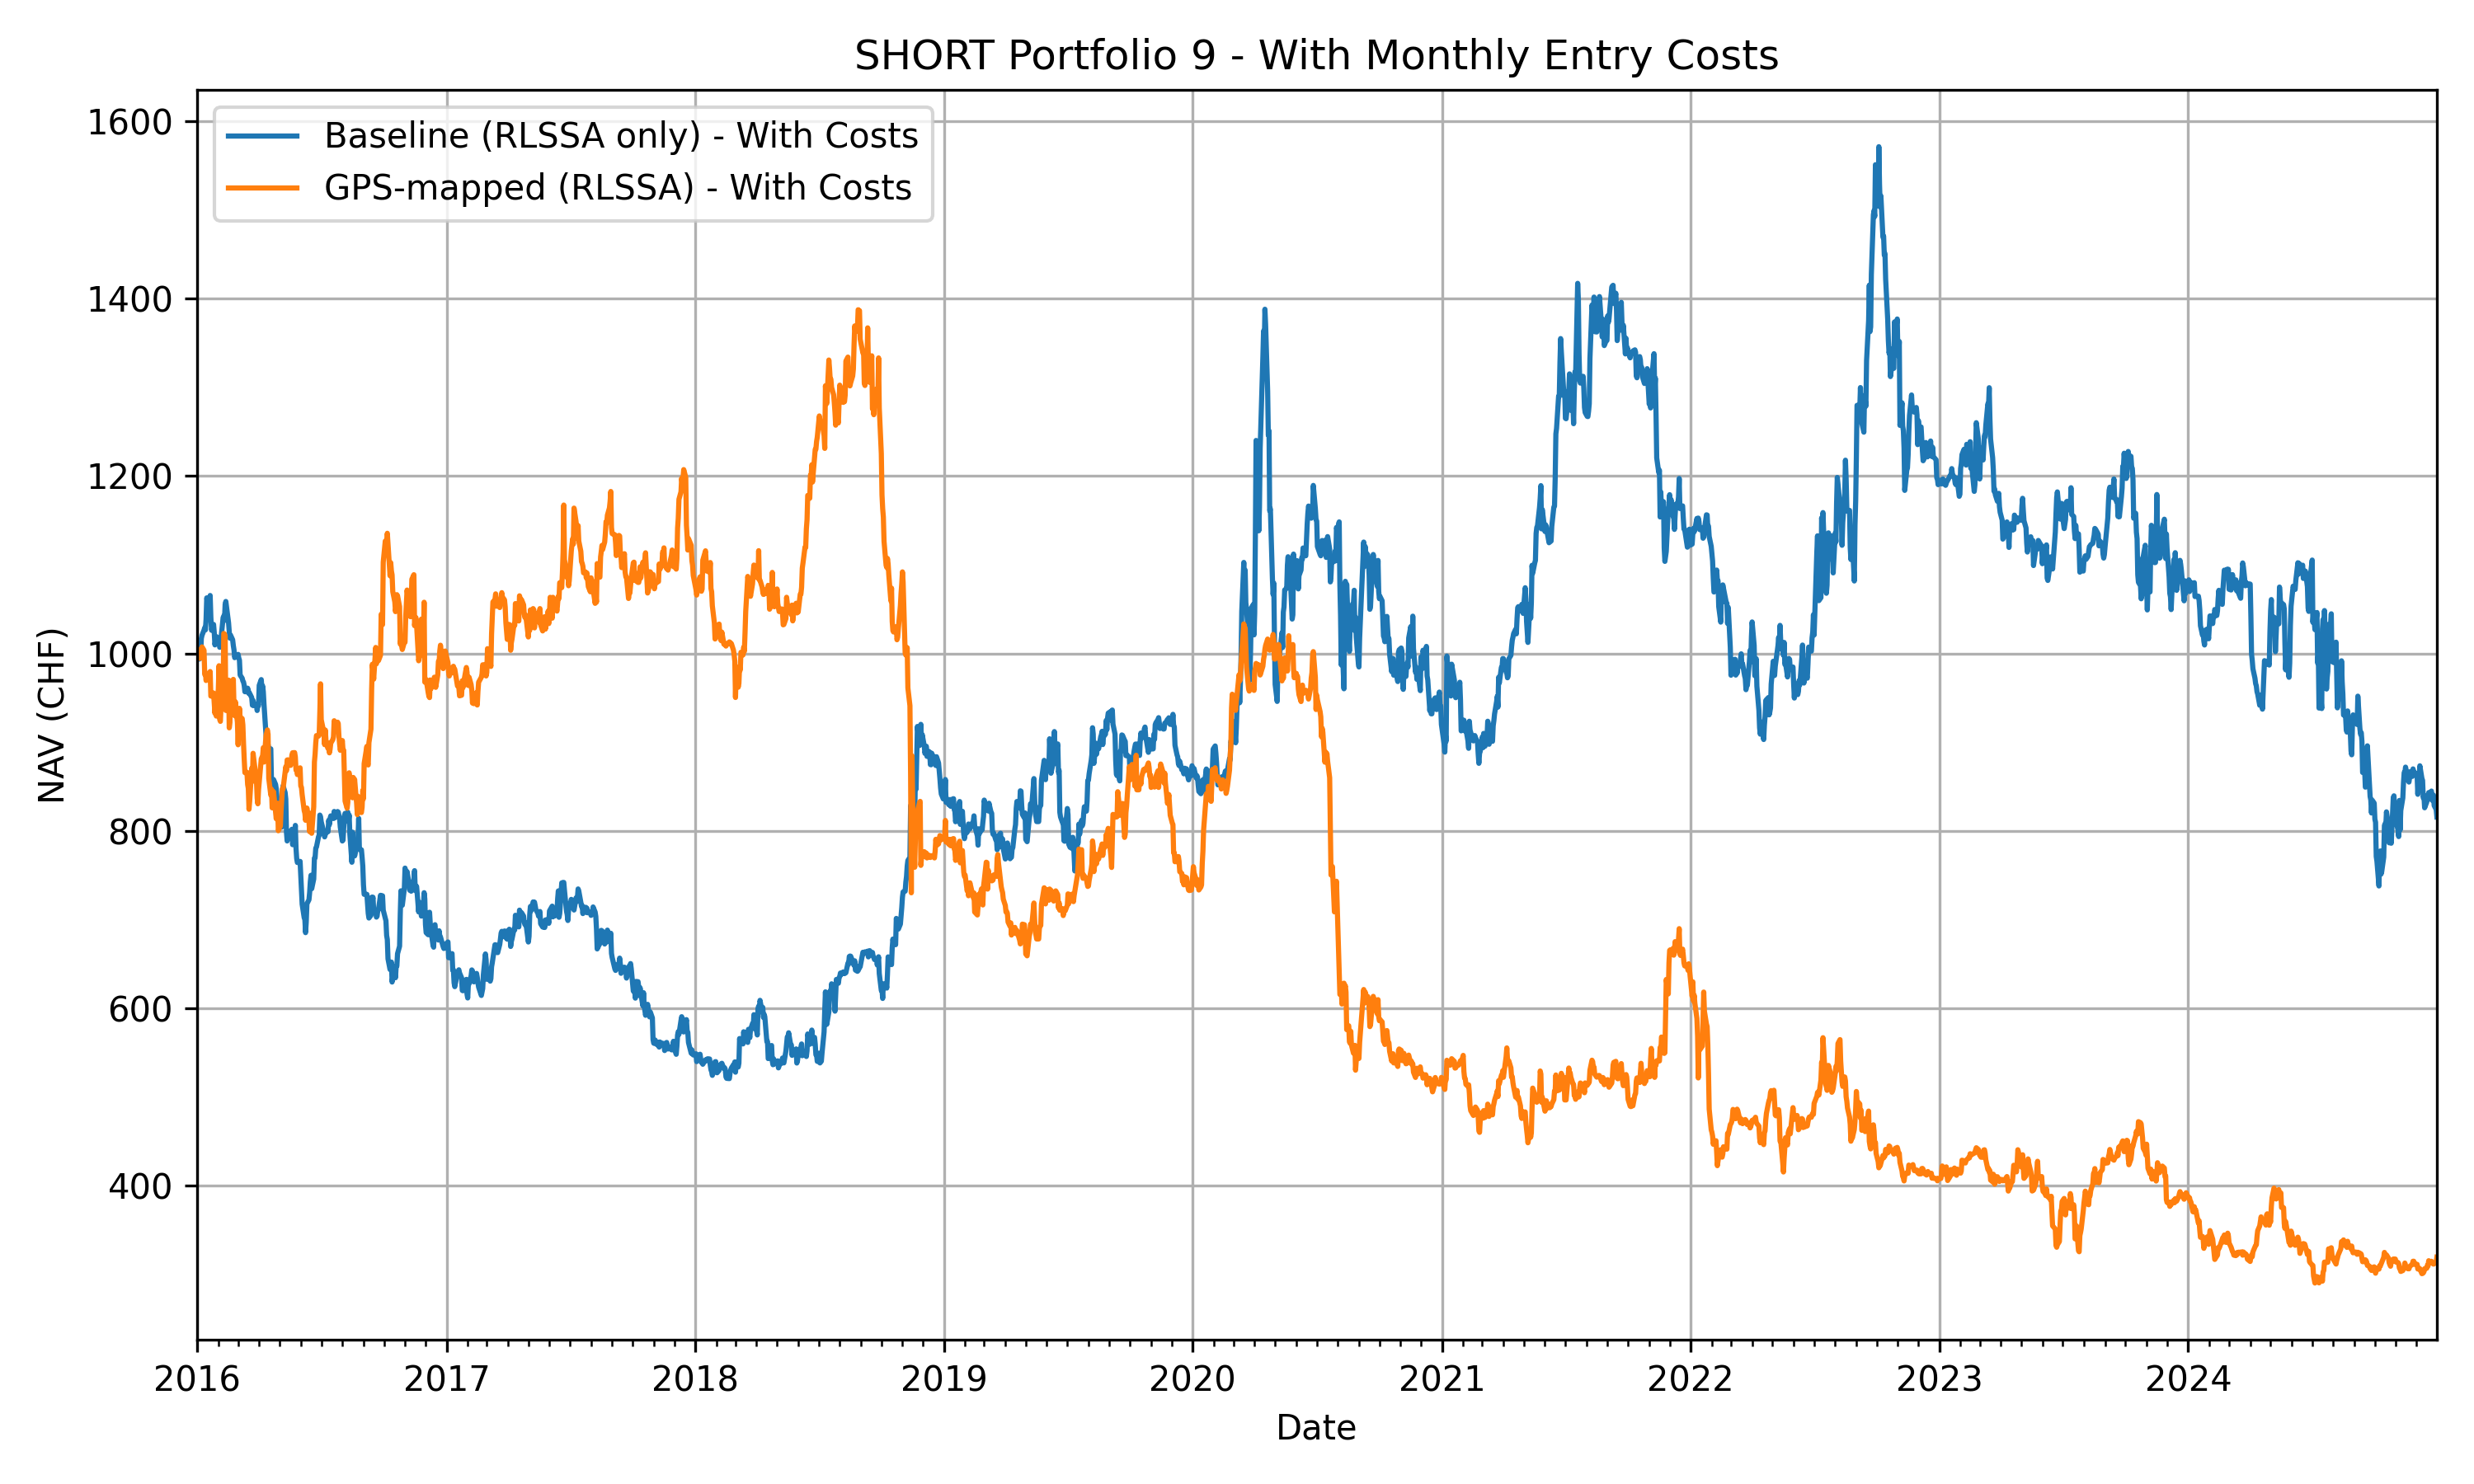 SHORT Portfolio 9 - With Monthly Entry Costs
Baseline (RLSSA only) - With Costs
GPS-mapped (RLSSA) - With Costs
NAV (CHF)
1600
1400
1200
1000
800
600
400
2016 2017 2018 2019 2020 2021 2022 2023 2024
Date